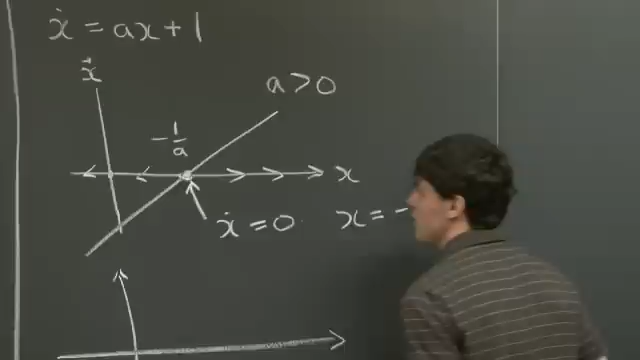 ẋ = ax + 1
ẋ
a > 0
-1/a
x
ẋ = 0
x = -